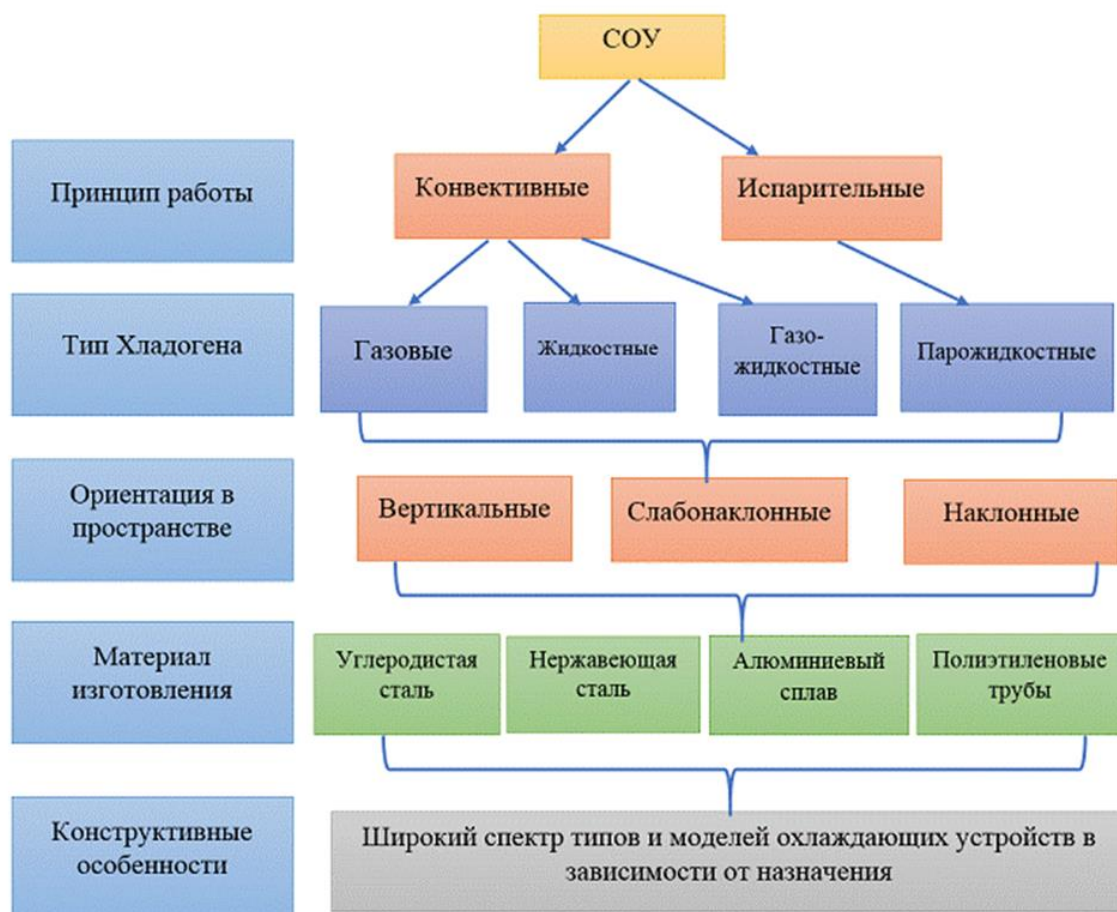 СОУ
Принцип работы
Конвективные
Испарительные
Тип Хладогена
Газовые
Жидкостные
Газо-
жидкостные
Парожидкостные
Ориентация в
пространстве
Вертикальные
Слабонаклонные
Наклонные
Материал
изготовления
Углеродистая
сталь
Нержавеющая
сталь
Алюминиевый
сплав
Полиэтиленовые
трубы
Конструктивные
особенности
Широкий спектр типов и моделей охлаждающих устройств в
зависимости от назначения